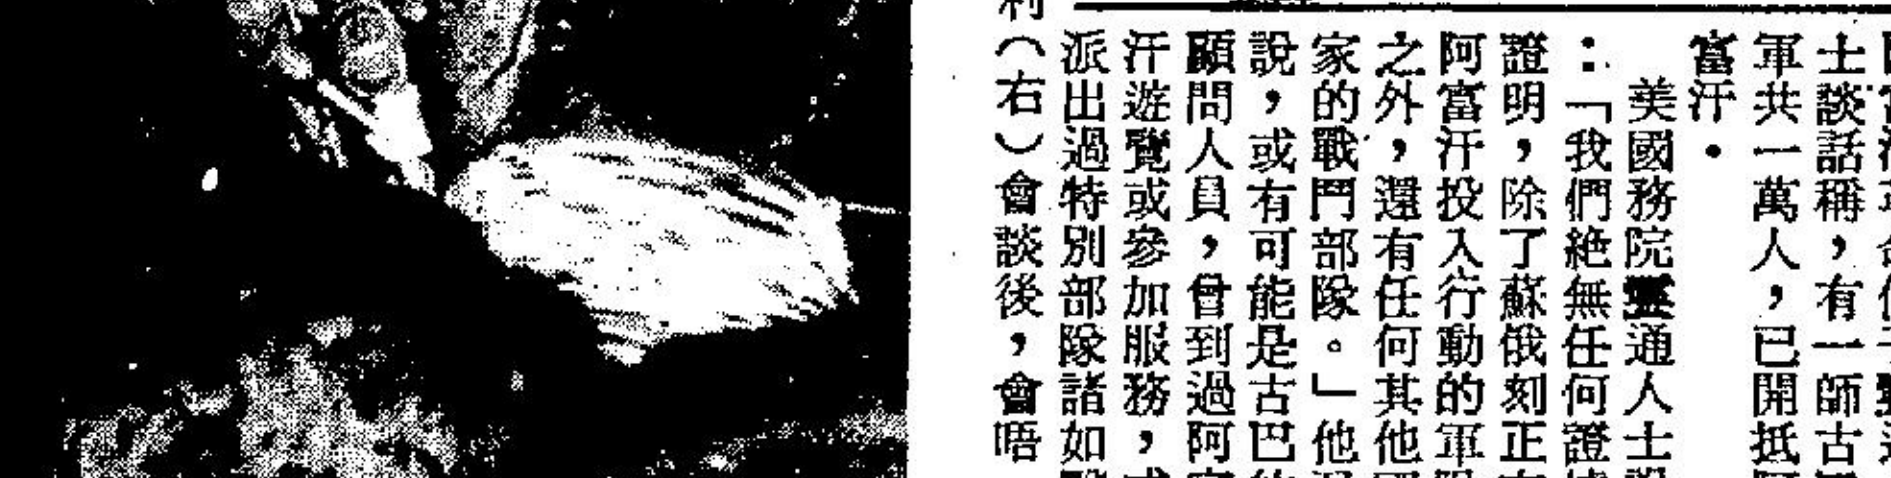 士談話稱，有一師古
軍共一萬人，已開抵
富汗．
美國務院靈通人士
：「我們絶無任何證
證明，除了蘇俄刻正
阿富汗投入行動的軍
之外，還有任何其他
家的戰鬥部隊。」他
說，或有可能是古巴
顧問人員，曾到過阿
汗遊覽或參加服務，
派出過特別部隊諸如
（右）會談後，會唔